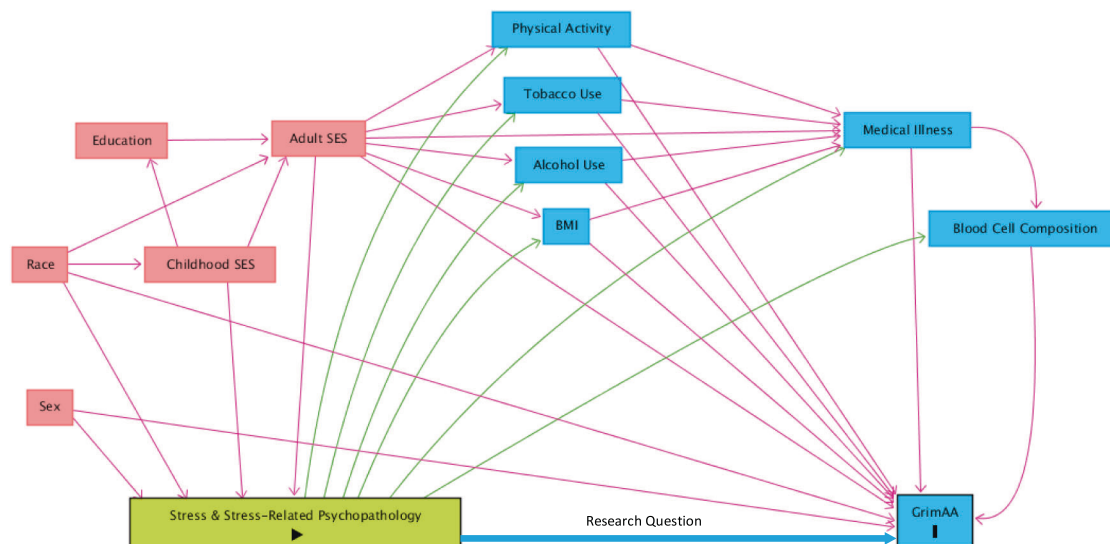 Physical Activity
Tobacco Use
Education
Adult SES
Medical Illness
Alcohol Use
BMI
Blood Cell Composition
Race
Childhood SES
Sex
Stress & Stress-Related Psychopathology
Research Question
GrimAA